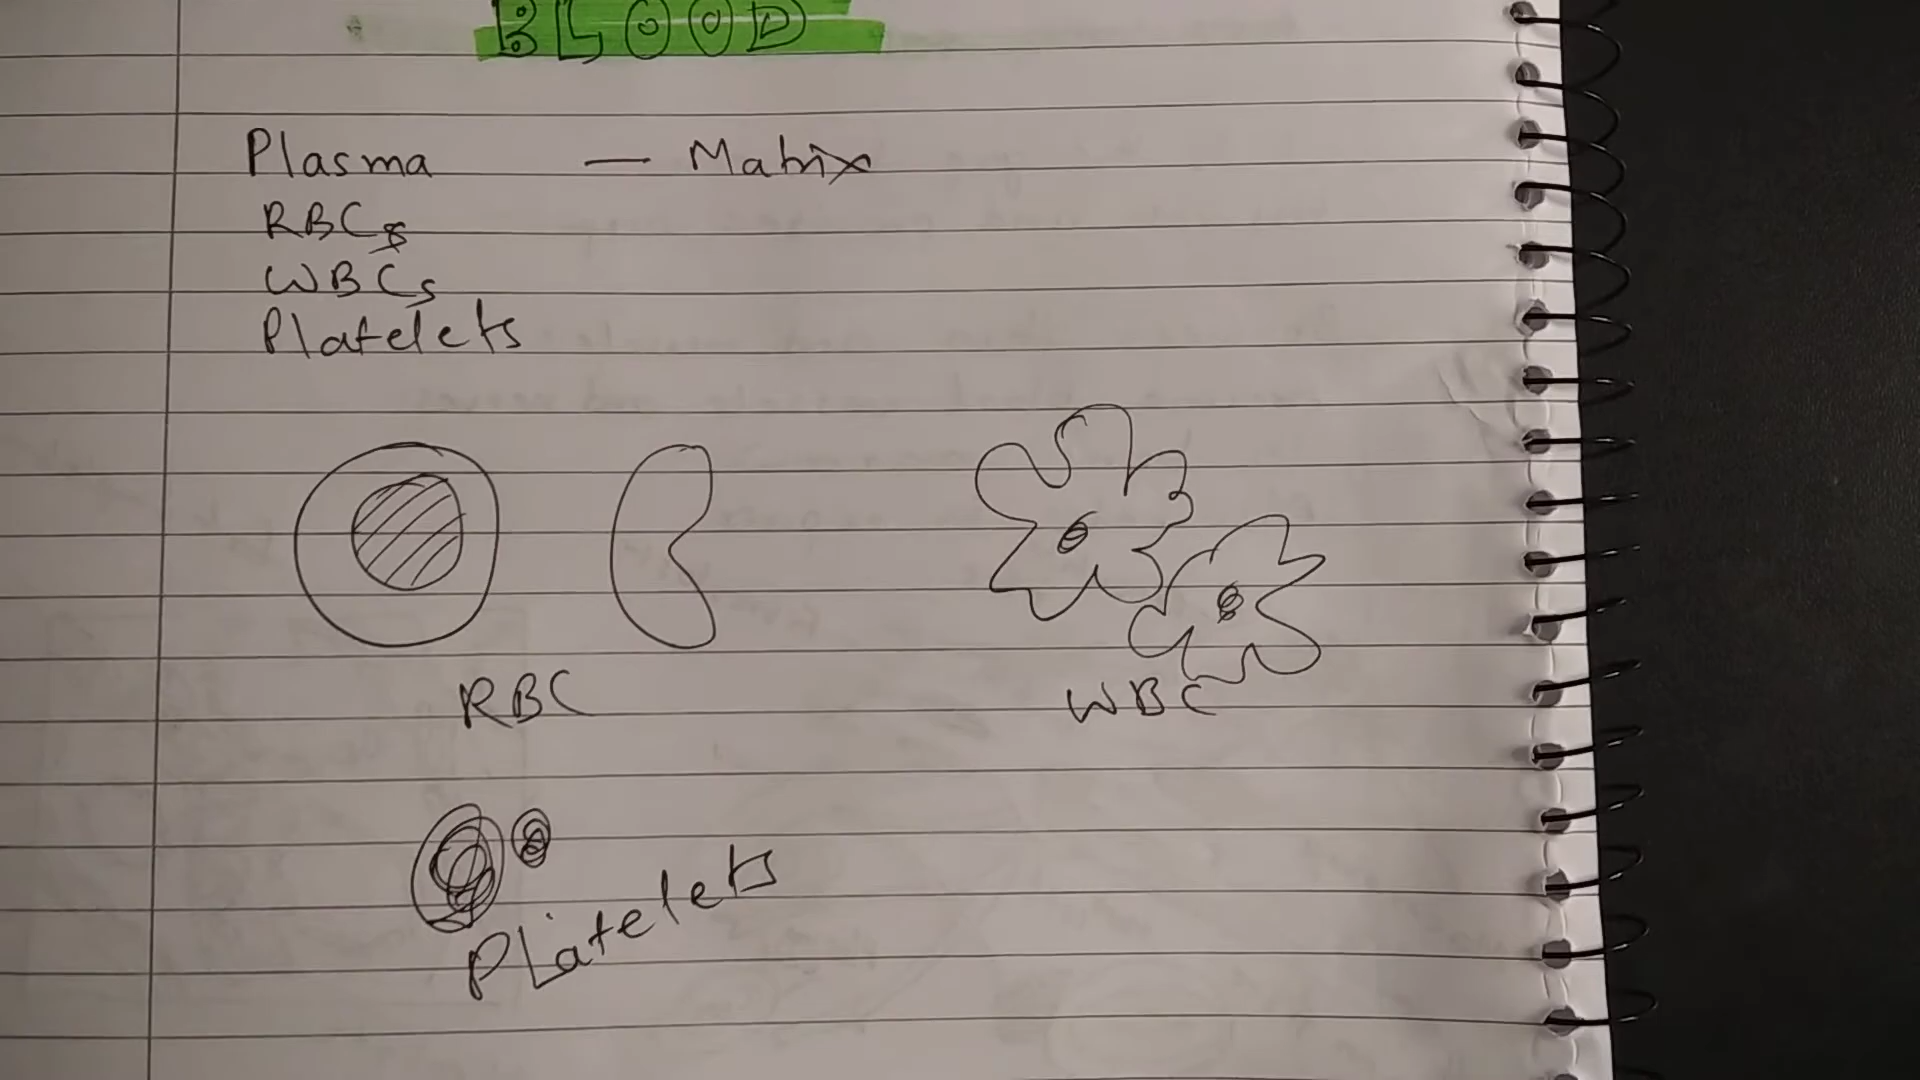 BLOOD
Plasma — Matrix
RBCs
WBCs
Platelets
RBC
WBC
Platelets